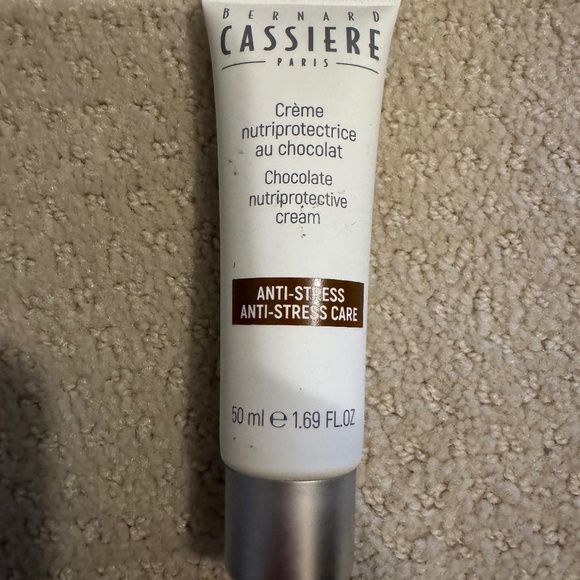 BERNARD
CASSIERE
PARIS
Crème
nutriprotectrice
au chocolat
Chocolate
nutriprotective
cream
ANTI-STRESS
ANTI-STRESS CARE
50 ml e 1.69 FL.OZ